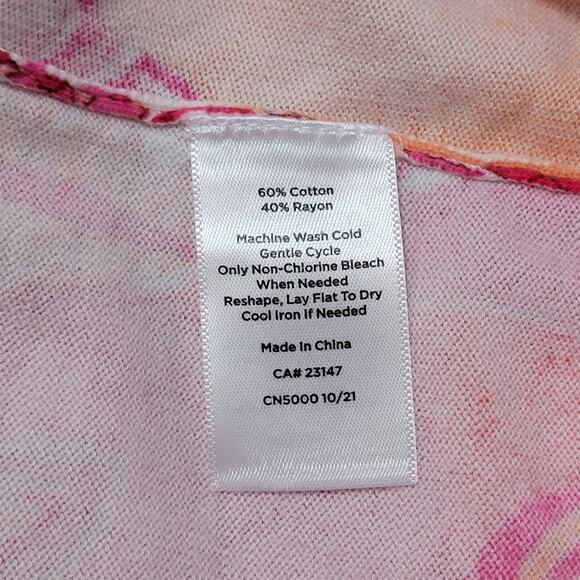 60% Cotton
40% Rayon
Machine Wash Cold
Gentle Cycle
Only Non-Chlorine Bleach
When Needed
Reshape, Lay Flat To Dry
Cool Iron if Needed
Made in China
CA# 23147
CN5000 10/21